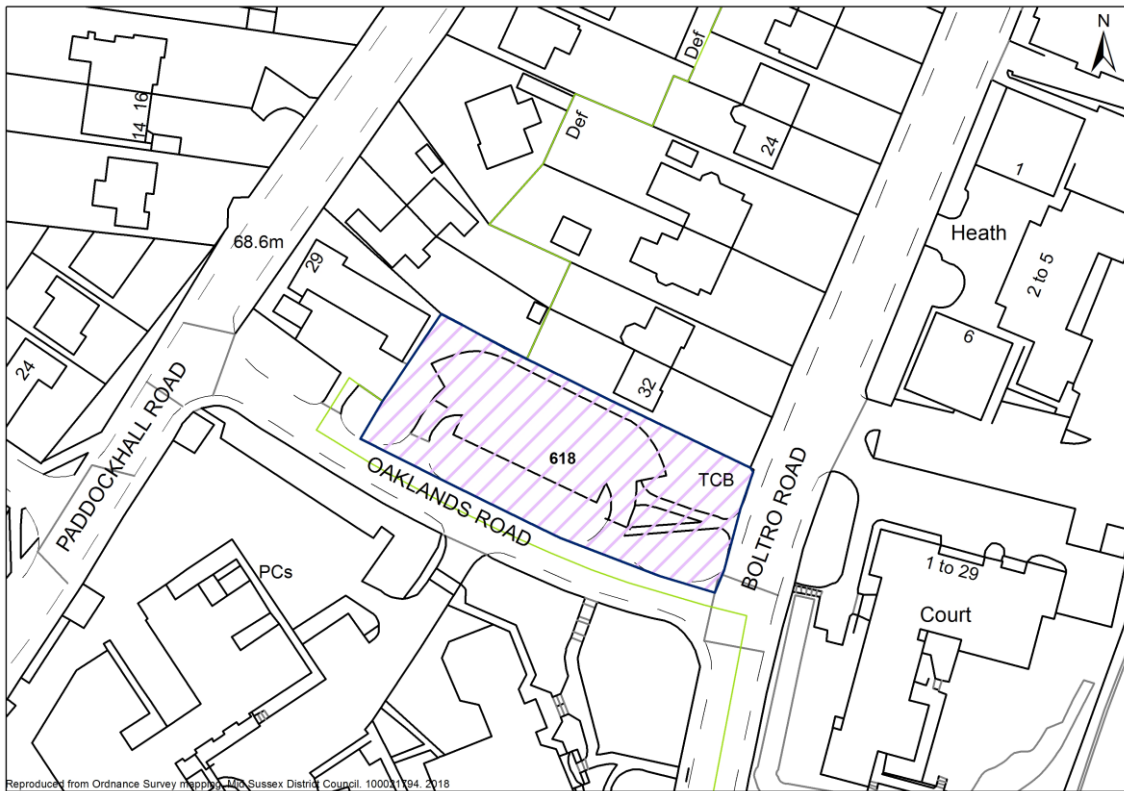 N
Def
Def
16
14
24
1
Heath
2 to 5
68.6m
29
6
24
32
PADDOCKHALL ROAD
618
TCB
OAKLANDS ROAD
BOLTRO ROAD
PCs
1 to 29
Court
Reproduced from Ordnance Survey mapping. Mid Sussex District Council. 100021794. 2018